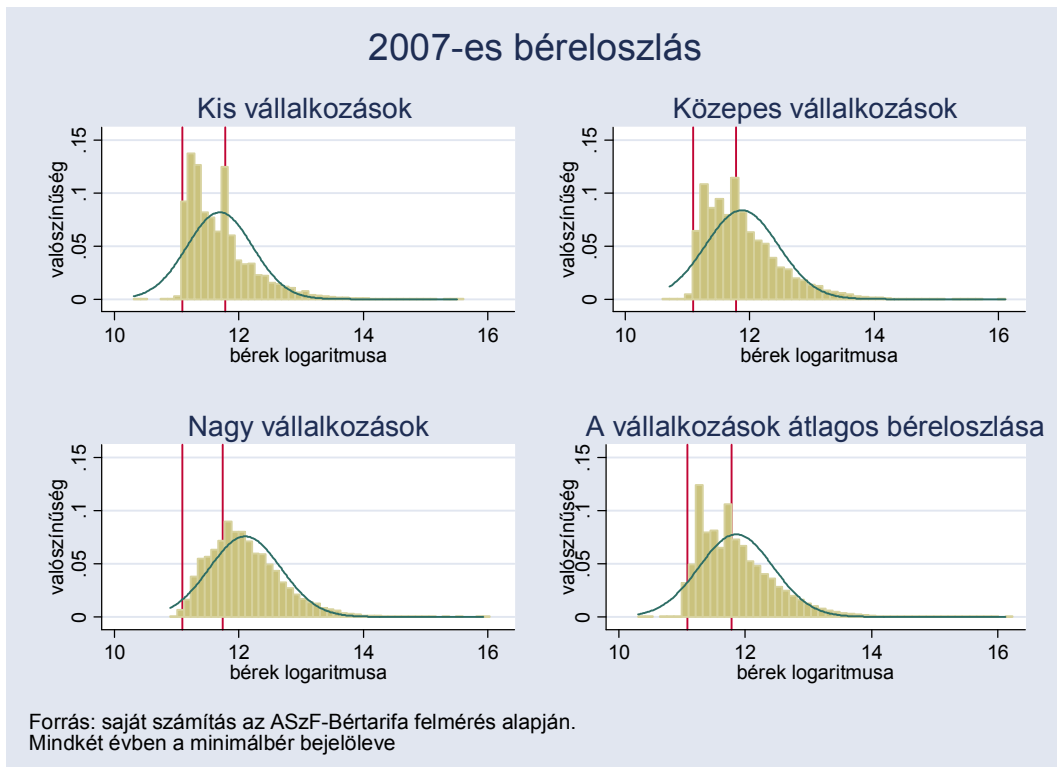 2007-es béreloszlás
Kis vállalkozások
valószínűség
0 .05 .1 .15
10 12 14 16
bérek logaritmusa
Közepes vállalkozások
valószínűség
0 .05 .1 .15
10 12 14 16
bérek logaritmusa
Nagy vállalkozások
valószínűség
0 .05 .1 .15
10 12 14 16
bérek logaritmusa
A vállalkozások átlagos béreloszlása
valószínűség
0 .05 .1 .15
10 12 14 16
bérek logaritmusa
Forrás: saját számítás az ASzF-Bértarifa felmérés alapján.
Mindkét évben a minimálbér bejelöleve